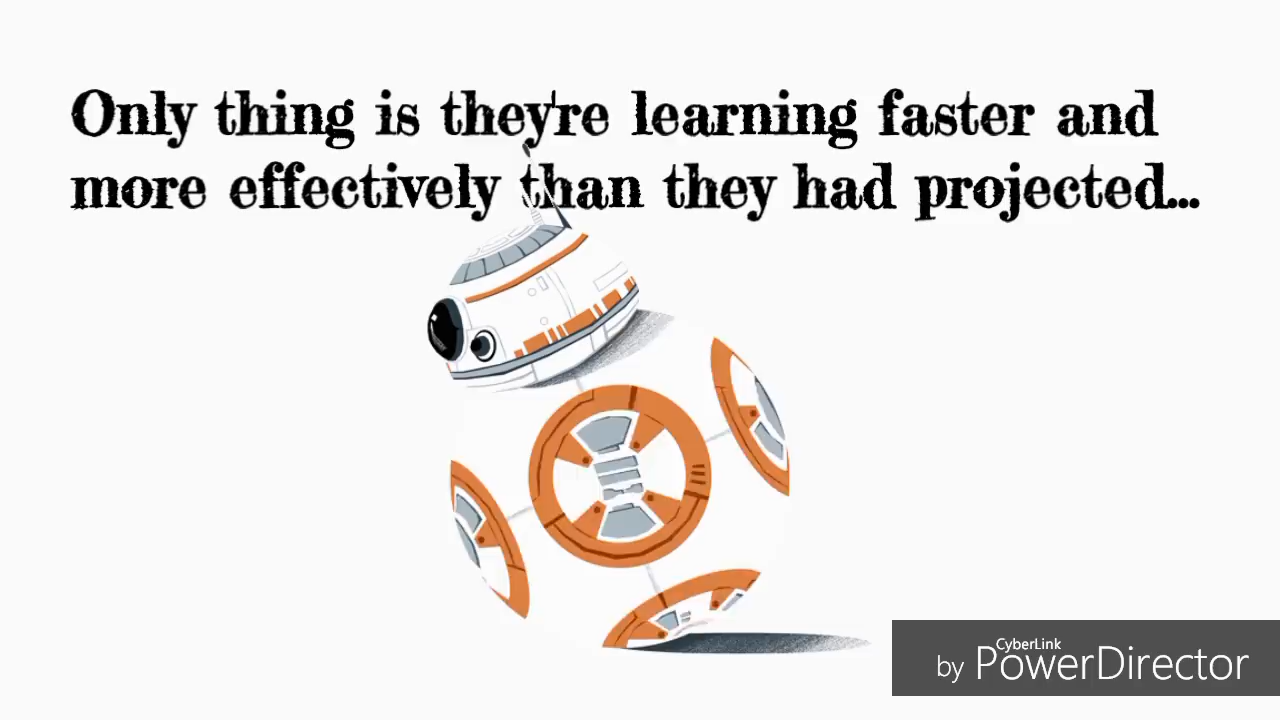 Only thing is they're learning faster and
more effectively than they had projected...
CyberLink
by PowerDirector